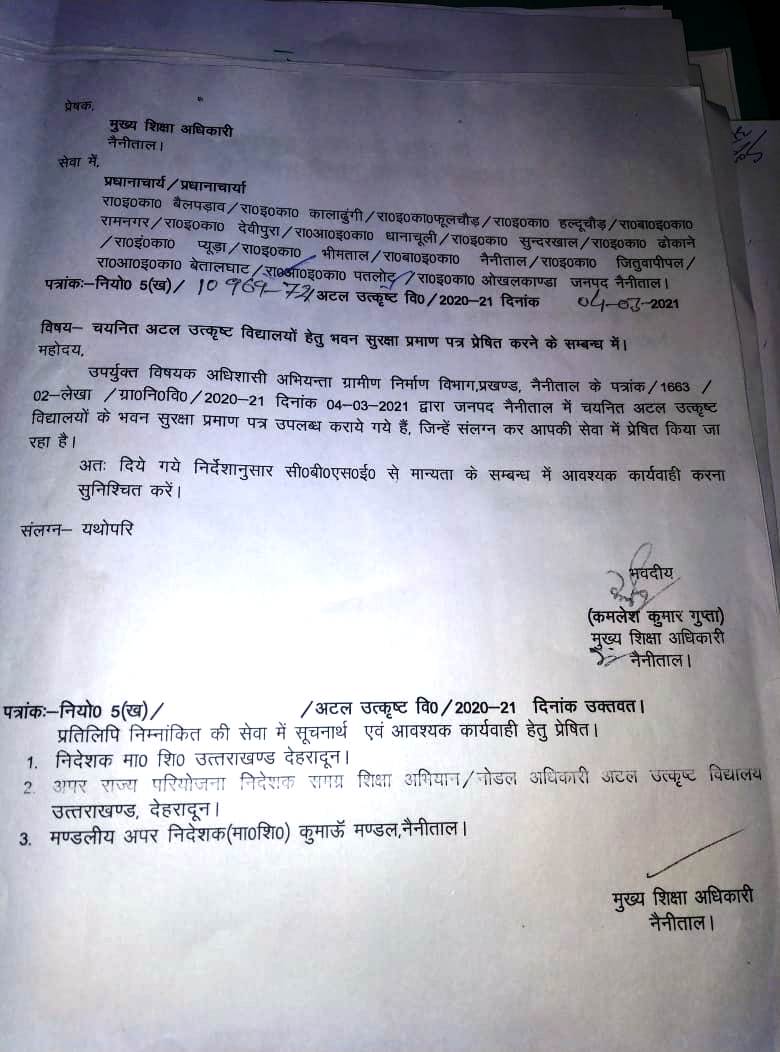 प्रेषक,
मुख्य शिक्षा अधिकारी
नैनीताल।
सेवा में,
प्रधानाचार्य/प्रधानाचार्या
रा0इ0का0 बैलपड़ाव/रा0इ0का0 कालाढुंगी/रा0इ0का0फूलचौड़/रा0इ0का0 हल्दूचौड़/रा0बा0इ0का0
रामनगर/रा0इ0का0 देवीपुरा/रा0आ0इ0का0 धानाचूली/रा0इ0का0 सुन्दरखाल/रा0इ0का0 ढोकाने
/रा0इं0का0 प्यूडा/रा0इ0का0 भीमताल/रा0बा0इ0का0 नैनीताल/रा0इ0का0 जितुवापीपल/
रा0आ0इ0का0 बेतालघाट/रा0आ0इ0का0 पतलोट/रा0इ0का0 ओखलकाण्डा जनपद नैनीताल।
पत्रांकः–नियो0 5(ख)/ 10969-72/अटल उत्कृष्ट वि0/2020–21 दिनांक 04-03-2021
विषय– चयनित अटल उत्कृष्ट विद्यालयों हेतु भवन सुरक्षा प्रमाण पत्र प्रेषित करने के सम्बन्ध में।
महोदय,
उपर्युक्त विषयक अधिशासी अभियन्ता ग्रामीण निर्माण विभाग,प्रखण्ड, नैनीताल के पत्रांक/1663 /
02–लेखा /ग्रा0नि0वि0/2020–21 दिनांक 04–03–2021 द्वारा जनपद नैनीताल में चयनित अटल उत्कृष्ट
विद्यालयों के भवन सुरक्षा प्रमाण पत्र उपलब्ध कराये गये हैं, जिन्हें संलग्न कर आपकी सेवा में प्रेषित किया जा
रहा है।
अतः दिये गये निर्देशानुसार सी0बी0एस0ई0 से मान्यता के सम्बन्ध में आवश्यक कार्यवाही करना
सुनिश्चित करें।
संलग्न– यथोपरि
भवदीय
(कमलेश कुमार गुप्ता)
मुख्य शिक्षा अधिकारी
नैनीताल।
पत्रांकः–नियो0 5(ख)/ /अटल उत्कृष्ट वि0/2020–21 दिनांक उक्तवत।
प्रतिलिपि निम्नांकित की सेवा में सूचनार्थ एवं आवश्यक कार्यवाही हेतु प्रेषित।
1. निदेशक मा0 शि0 उत्तराखण्ड देहरादून।
2. अपर राज्य परियोजना निदेशक समग्र शिक्षा अभियान/नोडल अधिकारी अटल उत्कृष्ट विद्यालय
उत्तराखण्ड, देहरादून।
3. मण्डलीय अपर निदेशक(मा0शि0) कुमाऊॅ मण्डल,नैनीताल।
मुख्य शिक्षा अधिकारी
नैनीताल।